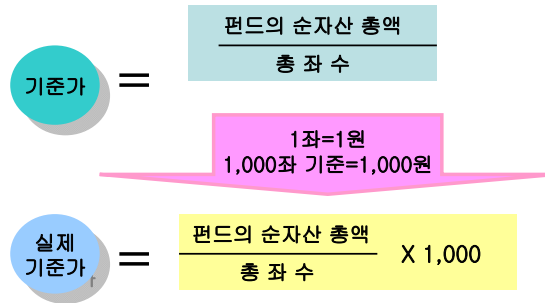 펀드의 순자산 총액
기준가 =
총 좌 수
1좌=1원
1,000좌 기준=1,000원
펀드의 순자산 총액
실제
기준가 = X 1,000
총 좌 수